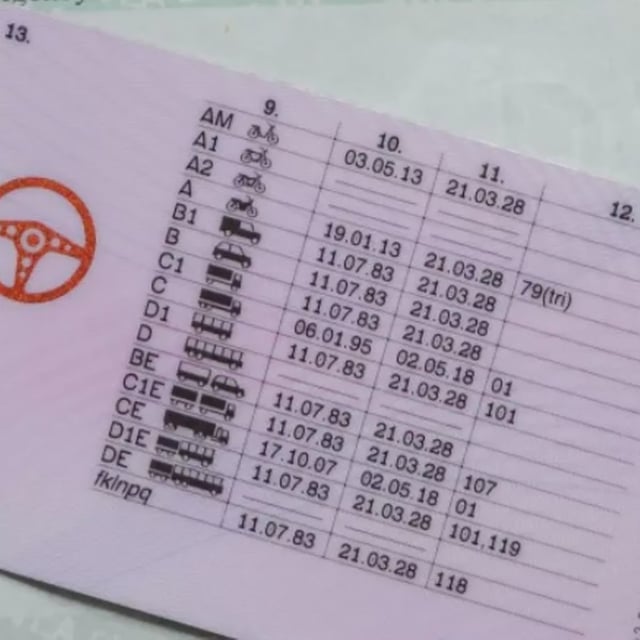 13.
9. 10. 11. 12.
AM 03.05.13 21.03.28
A1
A2
A 19.01.13 21.03.28
B1 11.07.83 21.03.28 79(tri)
B 11.07.83 21.03.28
C1 11.07.83 21.03.28
C 06.01.95 02.05.18 01
D1 11.07.83 21.03.28 101
D
BE 11.07.83 21.03.28
C1E 11.07.83 21.03.28 107
CE 17.10.07 02.05.18 01
D1E 11.07.83 21.03.28 101,119
DE
fklnpq 11.07.83 21.03.28 118